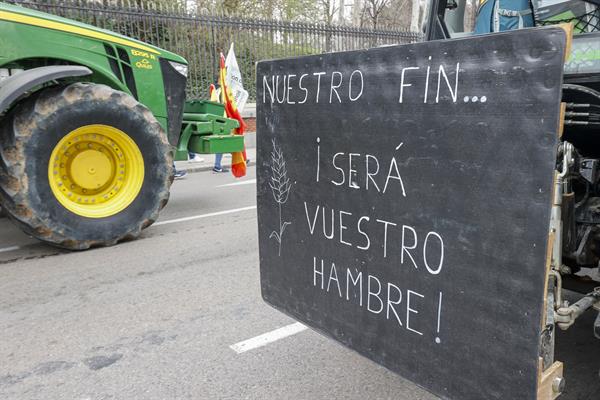 NUESTRO FIN...
¡SERÁ
VUESTRO
HAMBRE!